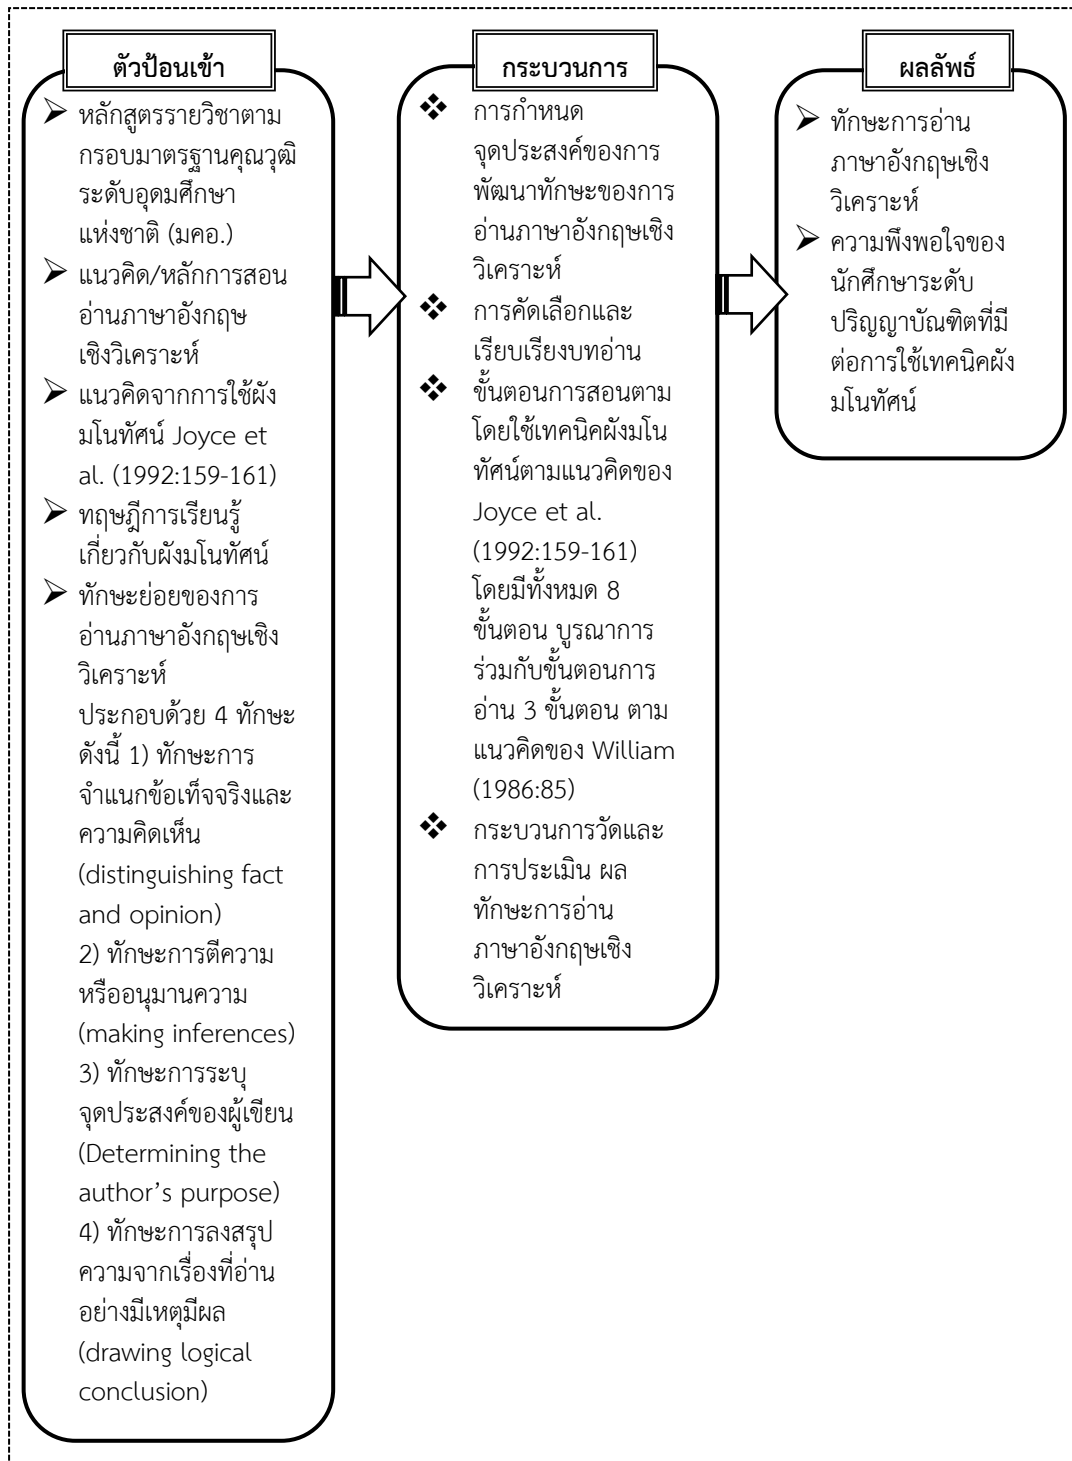 ตัวป้อนเข้า
หลักสูตรรายวิชาตาม
กรอบมาตรฐานคุณวุฒิ
ระดับอุดมศึกษา
แห่งชาติ (มคอ.)
แนวคิด/หลักการสอน
อ่านภาษาอังกฤษ
เชิงวิเคราะห์
แนวคิดจากการใช้ผัง
มโนทัศน์ Joyce et
al. (1992:159-161)
ทฤษฎีการเรียนรู้
เกี่ยวกับผังมโนทัศน์
ทักษะย่อยของการ
อ่านภาษาอังกฤษเชิง
วิเคราะห์
ประกอบด้วย 4 ทักษะ
ดังนี้ 1) ทักษะการ
จำแนกข้อเท็จจริงและ
ความคิดเห็น
(distinguishing fact
and opinion)
2) ทักษะการตีความ
หรืออนุมานความ
(making inferences)
3) ทักษะการระบุ
จุดประสงค์ของผู้เขียน
(Determining the
author’s purpose)
4) ทักษะการลงสรุป
ความจากเรื่องที่อ่าน
อย่างมีเหตุมีผล
(drawing logical
conclusion)
กระบวนการ
การกำหนด
จุดประสงค์ของการ
พัฒนาทักษะของการ
อ่านภาษาอังกฤษเชิง
วิเคราะห์
การคัดเลือกและ
เรียบเรียงบทอ่าน
ขั้นตอนการสอนตาม
โดยใช้เทคนิคผังมโน
ทัศน์ตามแนวคิดของ
Joyce et al.
(1992:159-161)
โดยมีทั้งหมด 8
ขั้นตอน บูรณาการ
ร่วมกับขั้นตอนการ
อ่าน 3 ขั้นตอน ตาม
แนวคิดของ William
(1986:85)
กระบวนการวัดและ
การประเมิน ผล
ทักษะการอ่าน
ภาษาอังกฤษเชิง
วิเคราะห์
ผลลัพธ์
ทักษะการอ่าน
ภาษาอังกฤษเชิง
วิเคราะห์
ความพึงพอใจของ
นักศึกษาระดับ
ปริญญาบัณฑิตที่มี
ต่อการใช้เทคนิคผัง
มโนทัศน์